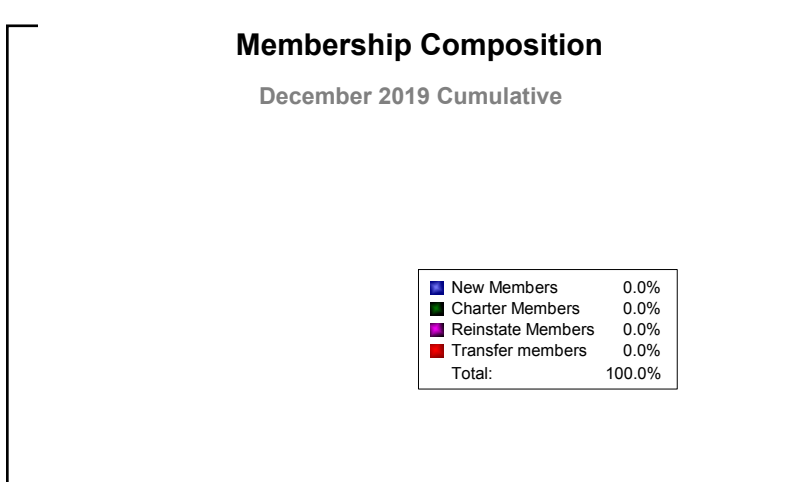 Membership Composition
December 2019 Cumulative
New Members 0.0%
Charter Members 0.0%
Reinstate Members 0.0%
Transfer members 0.0%
Total: 100.0%